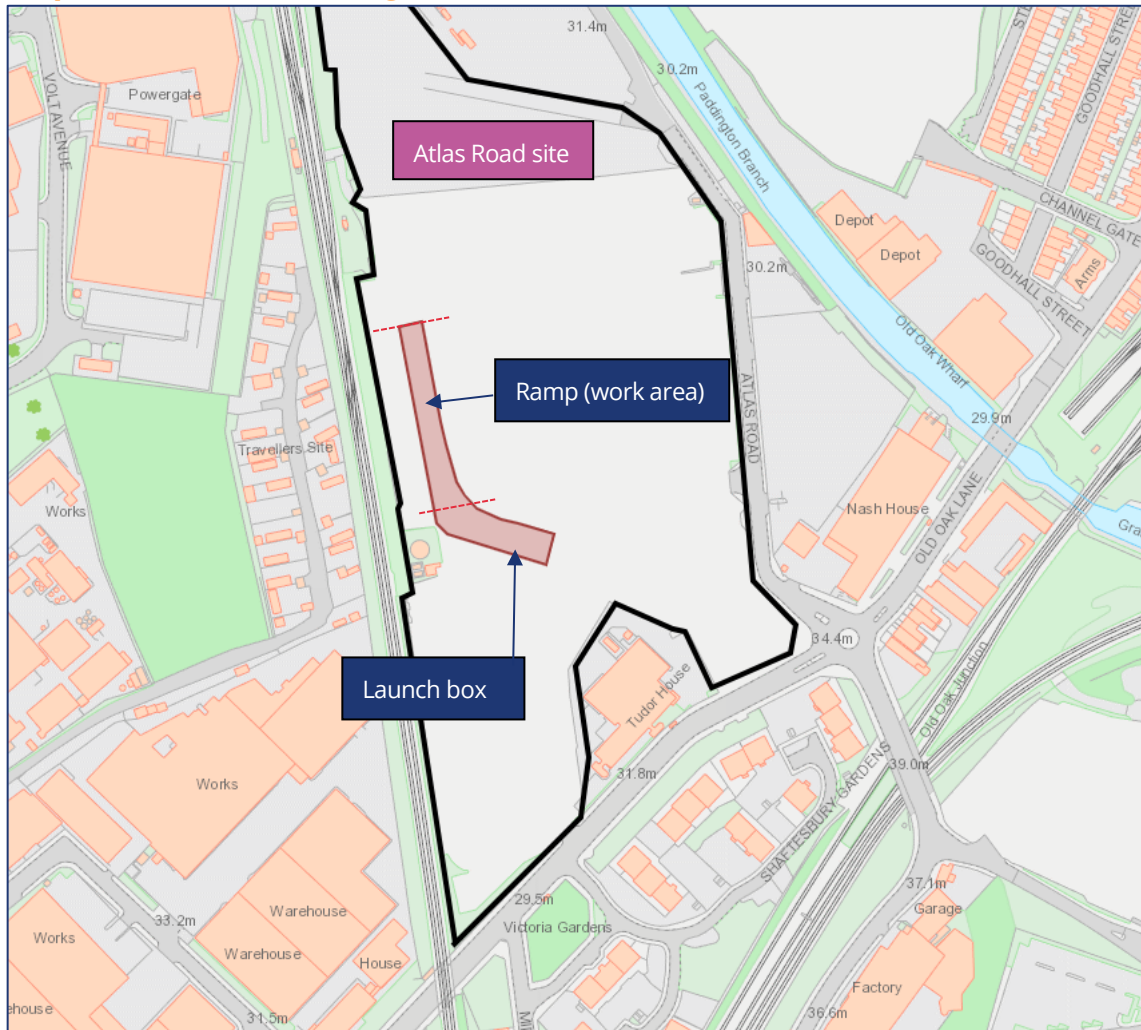 31.4m
STE
GOODHALL STREET
30.2m
Powergate
VOLT AVENUE
Paddington Branch
Atlas Road site
CHANNEL GATE
Depot
Depot
GOODHALL STREET
Arms
30.2m
Old Oak Wharf
Ramp (work area)
ATLAS ROAD
29.9m
Travellers Site
Works
Nash House
OLD OAK LANE
Gra
34.4m
Launch box
Tudor House
Old Oak Junction
31.8m
39.0m
Works
SHAFTESBURY GARDENS
29.5m
37.1m
Garage
Warehouse
33.2m
Victoria Gardens
Works
Warehouse
House
Factory
ehouse
31.5m
36.6m